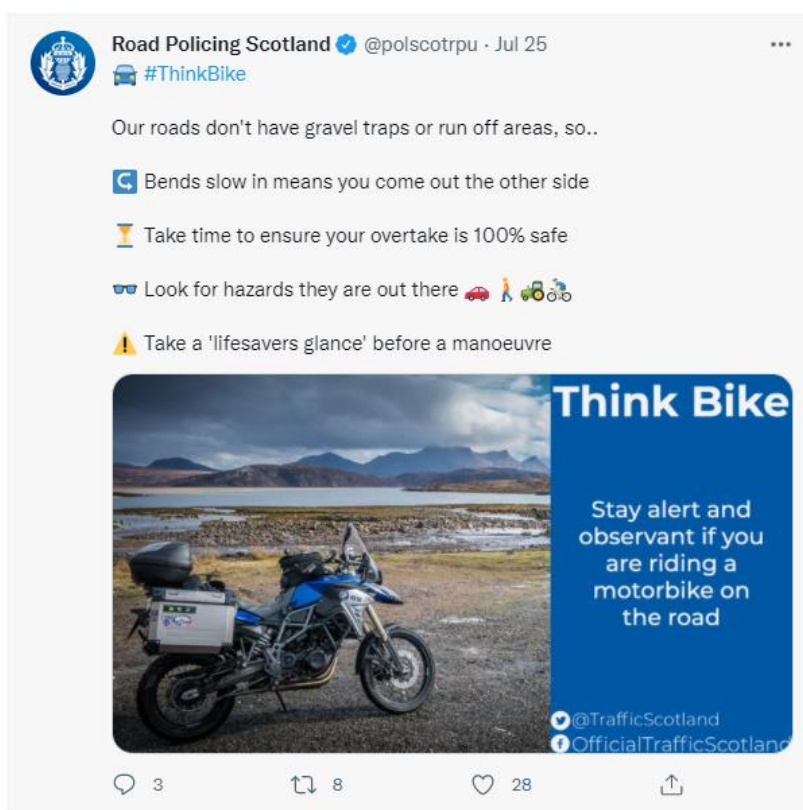 Road Policing Scotland @polscotrpu · Jul 25
#ThinkBike
Our roads don't have gravel traps or run off areas, so..
Bends slow in means you come out the other side
Take time to ensure your overtake is 100% safe
Look for hazards they are out there
Take a 'lifesavers glance' before a manoeuvre
Think Bike
Stay alert and
observant if you
are riding a
motorbike on
the road
@TrafficScotland
OfficialTrafficScotland
3 8 28